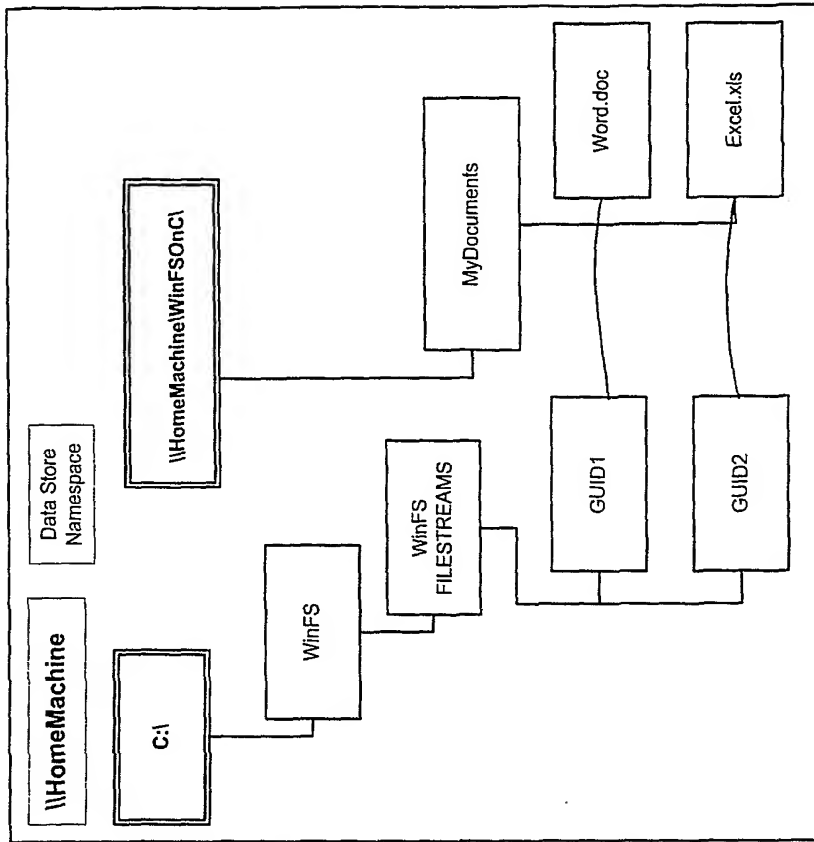 \\HomeMachine
Data Store
Namespace
C:\
\\HomeMachine\WinFSOnC\
WinFS
WinFS
FILESTREAMS
MyDocuments
GUID1
Word.doc
GUID2
Excel.xls